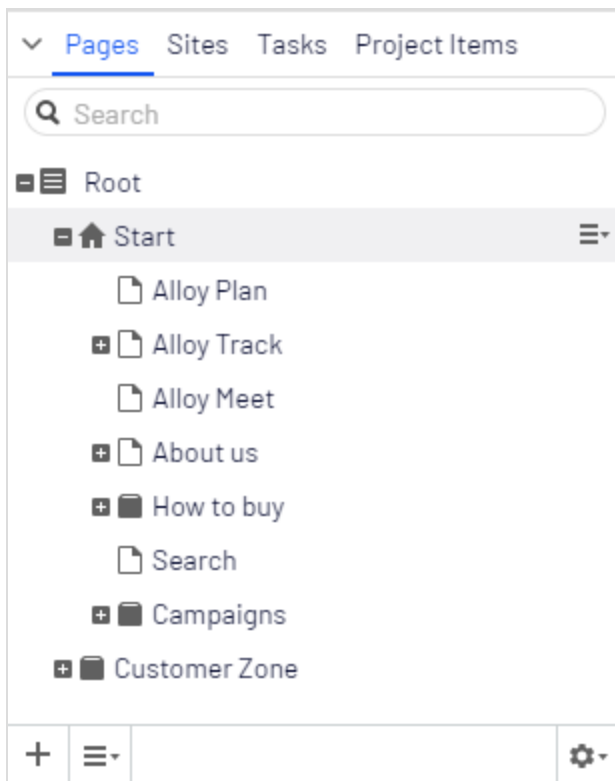 Pages Sites Tasks Project Items
Search
Root
Start
Alloy Plan
Alloy Track
Alloy Meet
About us
How to buy
Search
Campaigns
Customer Zone